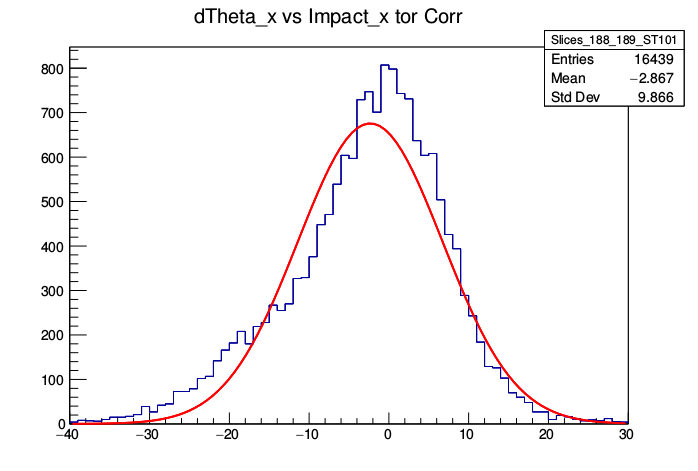 dTheta_x vs Impact_x tor Corr
Slices_188_189_ST101
Entries 16439
Mean −2.867
Std Dev 9.866
800
700
600
500
400
300
200
100
0
−40 −30 −20 −10 0 10 20 30